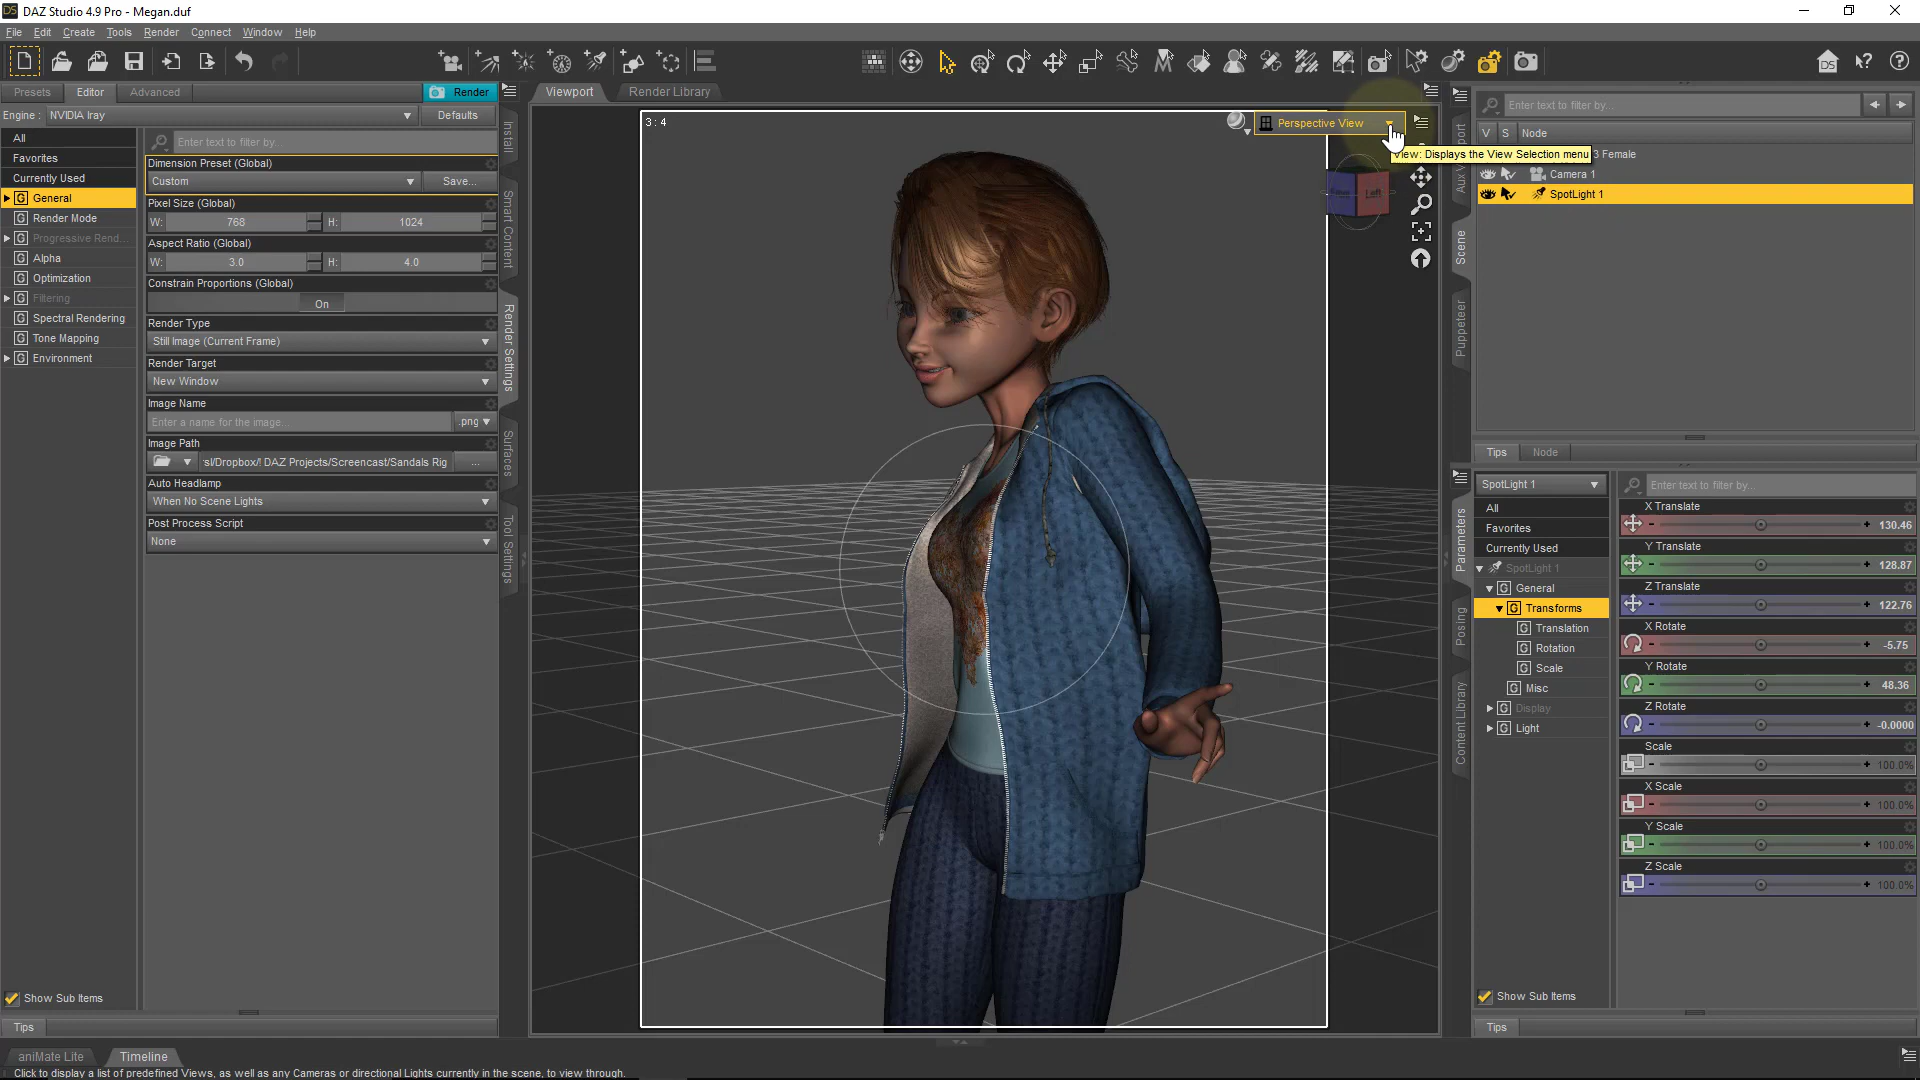 DAZ Studio 4.9 Pro - Megan.duf
File Edit Create Tools Render Connect Window Help
Presets Editor Advanced Render
Engine : NVIDIA Iray Defaults
All
Favorites
Currently Used
General
Render Mode
Progressive Rend...
Alpha
Optimization
Filtering
Spectral Rendering
Tone Mapping
Environment
Show Sub Items
Tips
Enter text to filter by...
Dimension Preset (Global)
Custom Save...
Pixel Size (Global)
W: 768 H: 1024
Aspect Ratio (Global)
W: 3.0 H: 4.0
Constrain Proportions (Global)
On
Render Type
Still Image (Current Frame)
Render Target
New Window
Image Name
Enter a name for the image... .png
Image Path
sl/Dropbox/! DAZ Projects/Screencast/Sandals Rig ...
Auto Headlamp
When No Scene Lights
Post Process Script
None
Install
Smart Content
Render Settings
Surfaces
Tool Settings
Viewport Render Library
3 : 4
Perspective View
View: Displays the View Selection menu
Left
Aux V
port
Scene
Puppeteer
Enter text to filter by...
V S Node
3 Female
Camera 1
SpotLight 1
Tips Node
Parameters
Posing
Content Library
SpotLight 1
Enter text to filter by...
All
Favorites
Currently Used
SpotLight 1
General
Transforms
Translation
Rotation
Scale
Misc
Display
Light
Show Sub Items
Tips
X Translate
130.46
Y Translate
128.87
Z Translate
122.76
X Rotate
-5.75
Y Rotate
48.36
Z Rotate
-0.0000
Scale
100.0%
X Scale
100.0%
Y Scale
100.0%
Z Scale
100.0%
aniMate Lite Timeline
Click to display a list of predefined Views, as well as any Cameras or directional Lights currently in the scene, to view through.